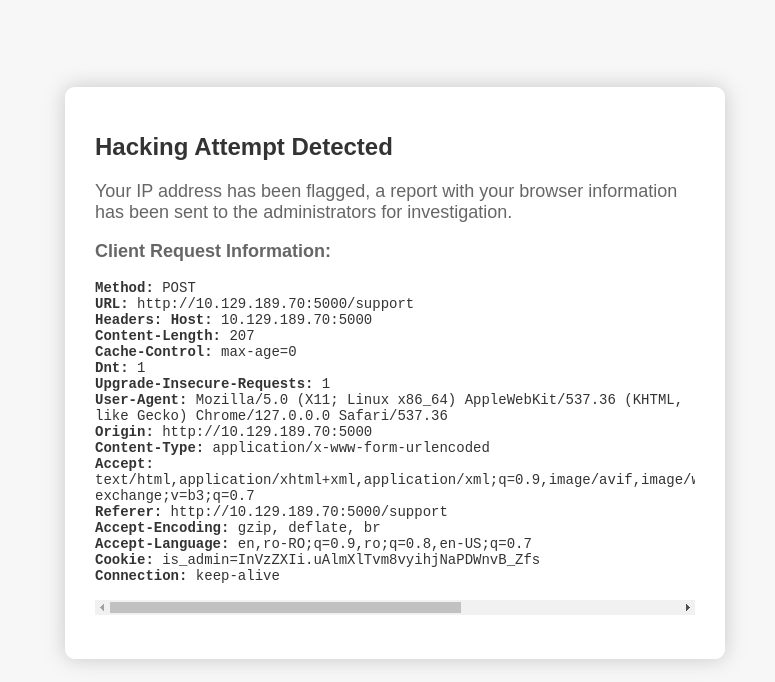 Hacking Attempt Detected
Your IP address has been flagged, a report with your browser information
has been sent to the administrators for investigation.
Client Request Information:
Method: POST
URL: http://10.129.189.70:5000/support
Headers: Host: 10.129.189.70:5000
Content-Length: 207
Cache-Control: max-age=0
Dnt: 1
Upgrade-Insecure-Requests: 1
User-Agent: Mozilla/5.0 (X11; Linux x86_64) AppleWebKit/537.36 (KHTML,
like Gecko) Chrome/127.0.0.0 Safari/537.36
Origin: http://10.129.189.70:5000
Content-Type: application/x-www-form-urlencoded
Accept:
text/html,application/xhtml+xml,application/xml;q=0.9,image/avif,image/w
exchange;v=b3;q=0.7
Referer: http://10.129.189.70:5000/support
Accept-Encoding: gzip, deflate, br
Accept-Language: en,ro-RO;q=0.9,ro;q=0.8,en-US;q=0.7
Cookie: is_admin=InVzZXIi.uAlmXlTvm8vyihjNaPDWnvB_Zfs
Connection: keep-alive